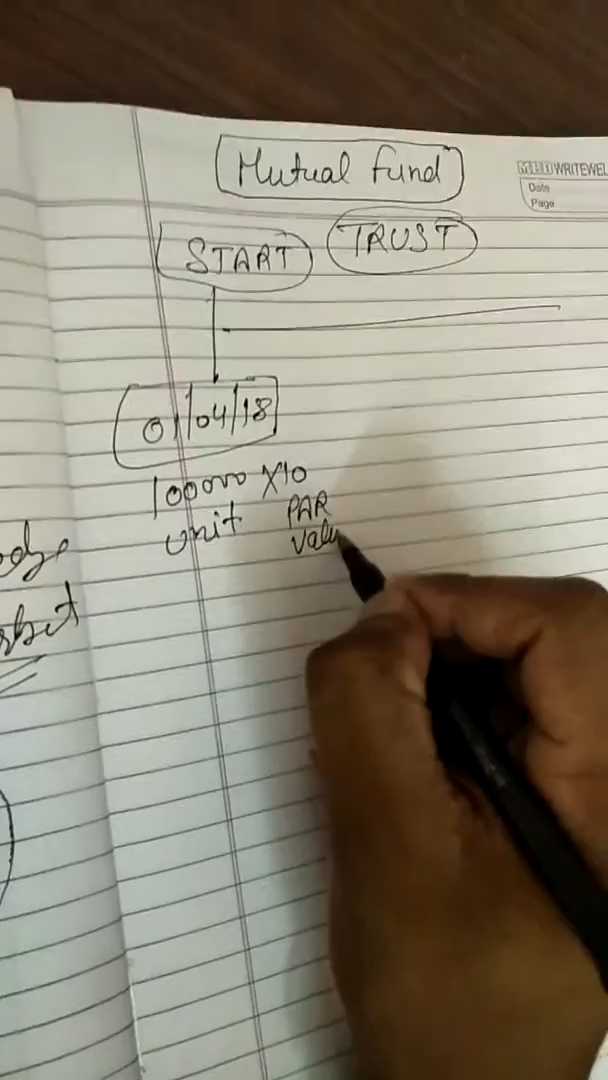 Mutual Fund
WRITEWEL
Date
Page
START TRUST
01/04/18
100000 X10
unit PAR
Valu